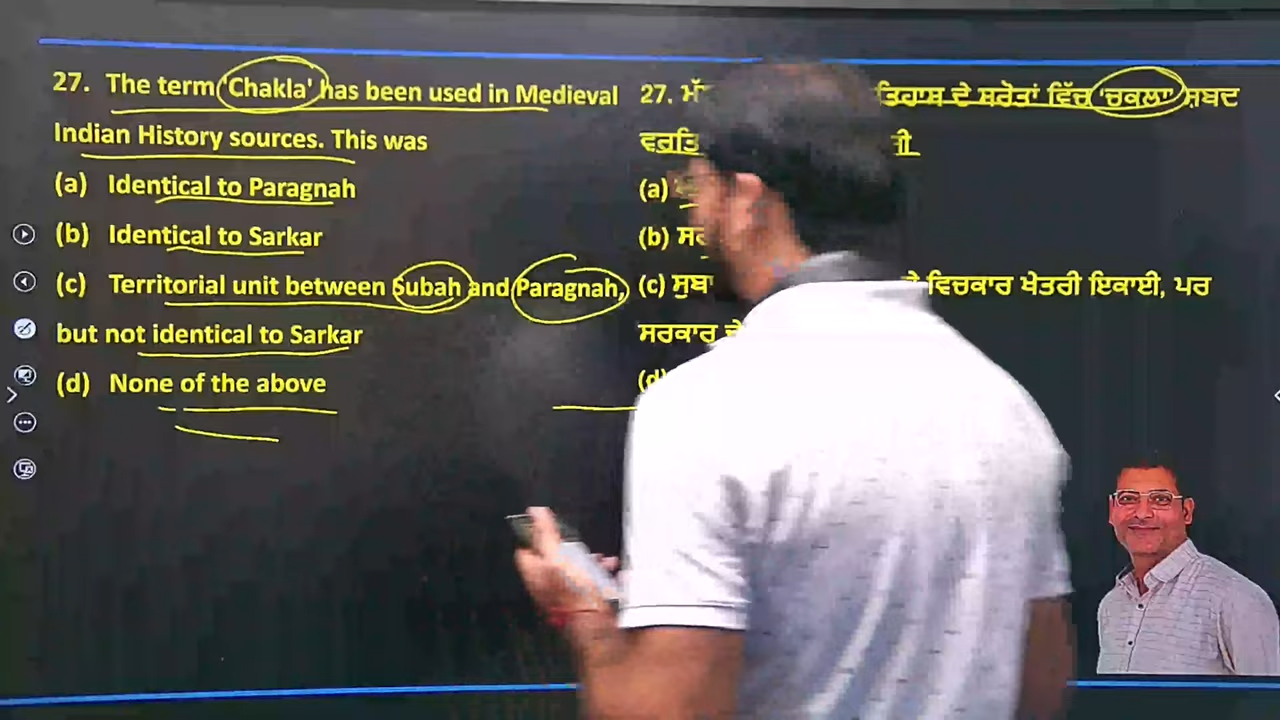 27. The term 'Chakla' has been used in Medieval
Indian History sources. This was
(a) Identical to Paragnah
(b) Identical to Sarkar
(c) Territorial unit between Subah and Paragnah,
but not identical to Sarkar
(d) None of the above
27. ਦੇ ਸਰੋਤਾਂ ਵਿੱਚ 'ਚਕਲਾ' ਸ਼ਬਦ
(a)
(b)
(c) ਸੁਬਾ ਵਿਚਕਾਰ ਖੇਤਰੀ ਇਕਾਈ, ਪਰ
ਸਰਕਾਰ
(d)